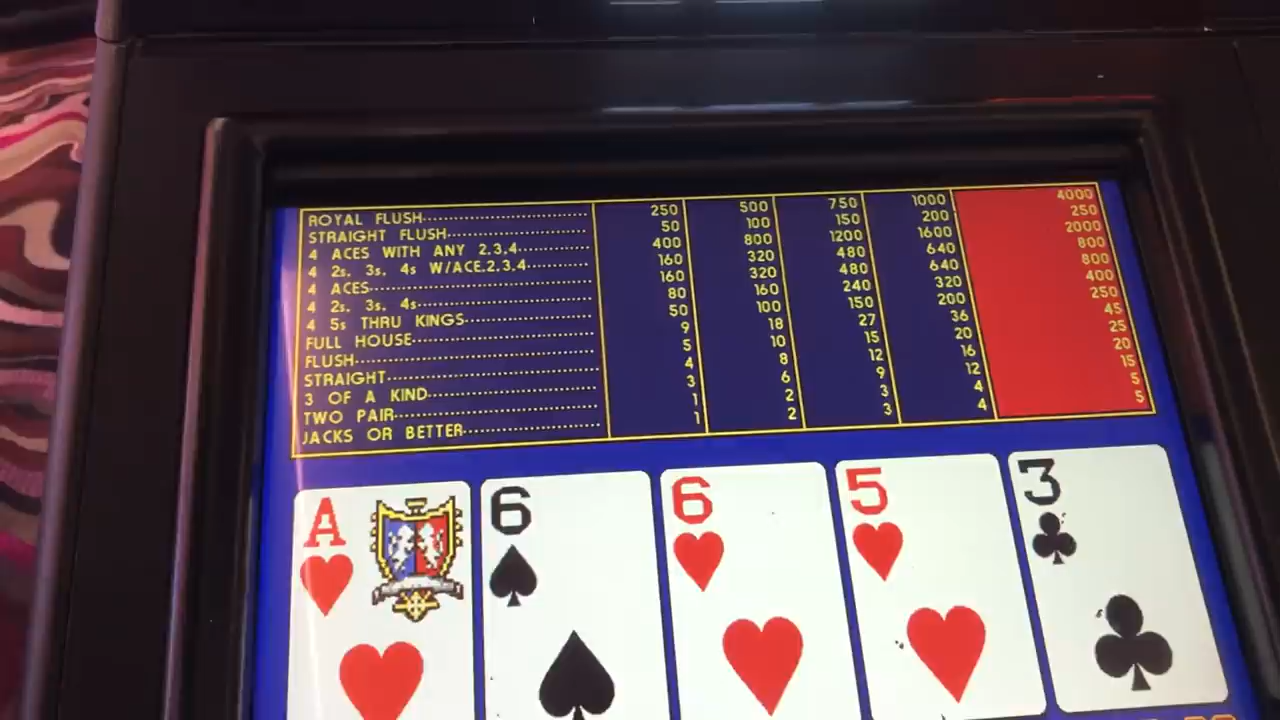 ROYAL FLUSH 250 500 750 1000 4000
STRAIGHT FLUSH 50 100 150 200 250
4 ACES WITH ANY 2.3.4 400 800 1200 1600 2000
4 2s. 3s. 4s W/ACE.2.3.4 160 320 480 640 800
4 ACES 160 320 480 640 800
4 2s. 3s. 4s 80 160 240 320 400
4 5s THRU KINGS 50 100 150 200 250
FULL HOUSE 9 18 27 36 45
FLUSH 5 10 15 20 25
STRAIGHT 4 8 12 16 20
3 OF A KIND 3 6 9 12 15
TWO PAIR 1 2 3 4 5
JACKS OR BETTER 1 2 3 4 5
A 6 6 5 3